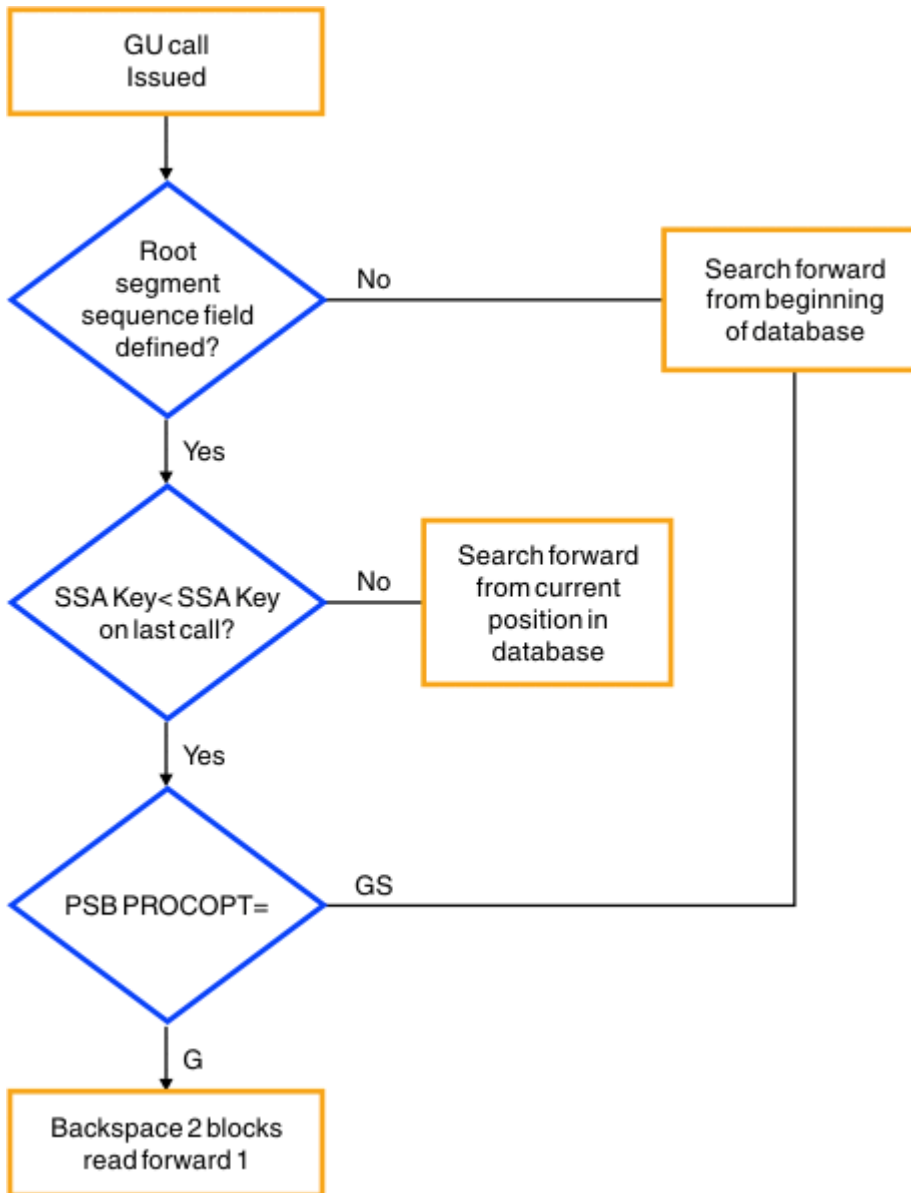 GU call
Issued
Root
segment
sequence field
defined?
No
Search forward
from beginning
of database
Yes
SSA Key< SSA Key
on last call?
No
Search forward
from current
position in
database
Yes
PSB PROCOPT=
GS
G
Backspace 2 blocks
read forward 1